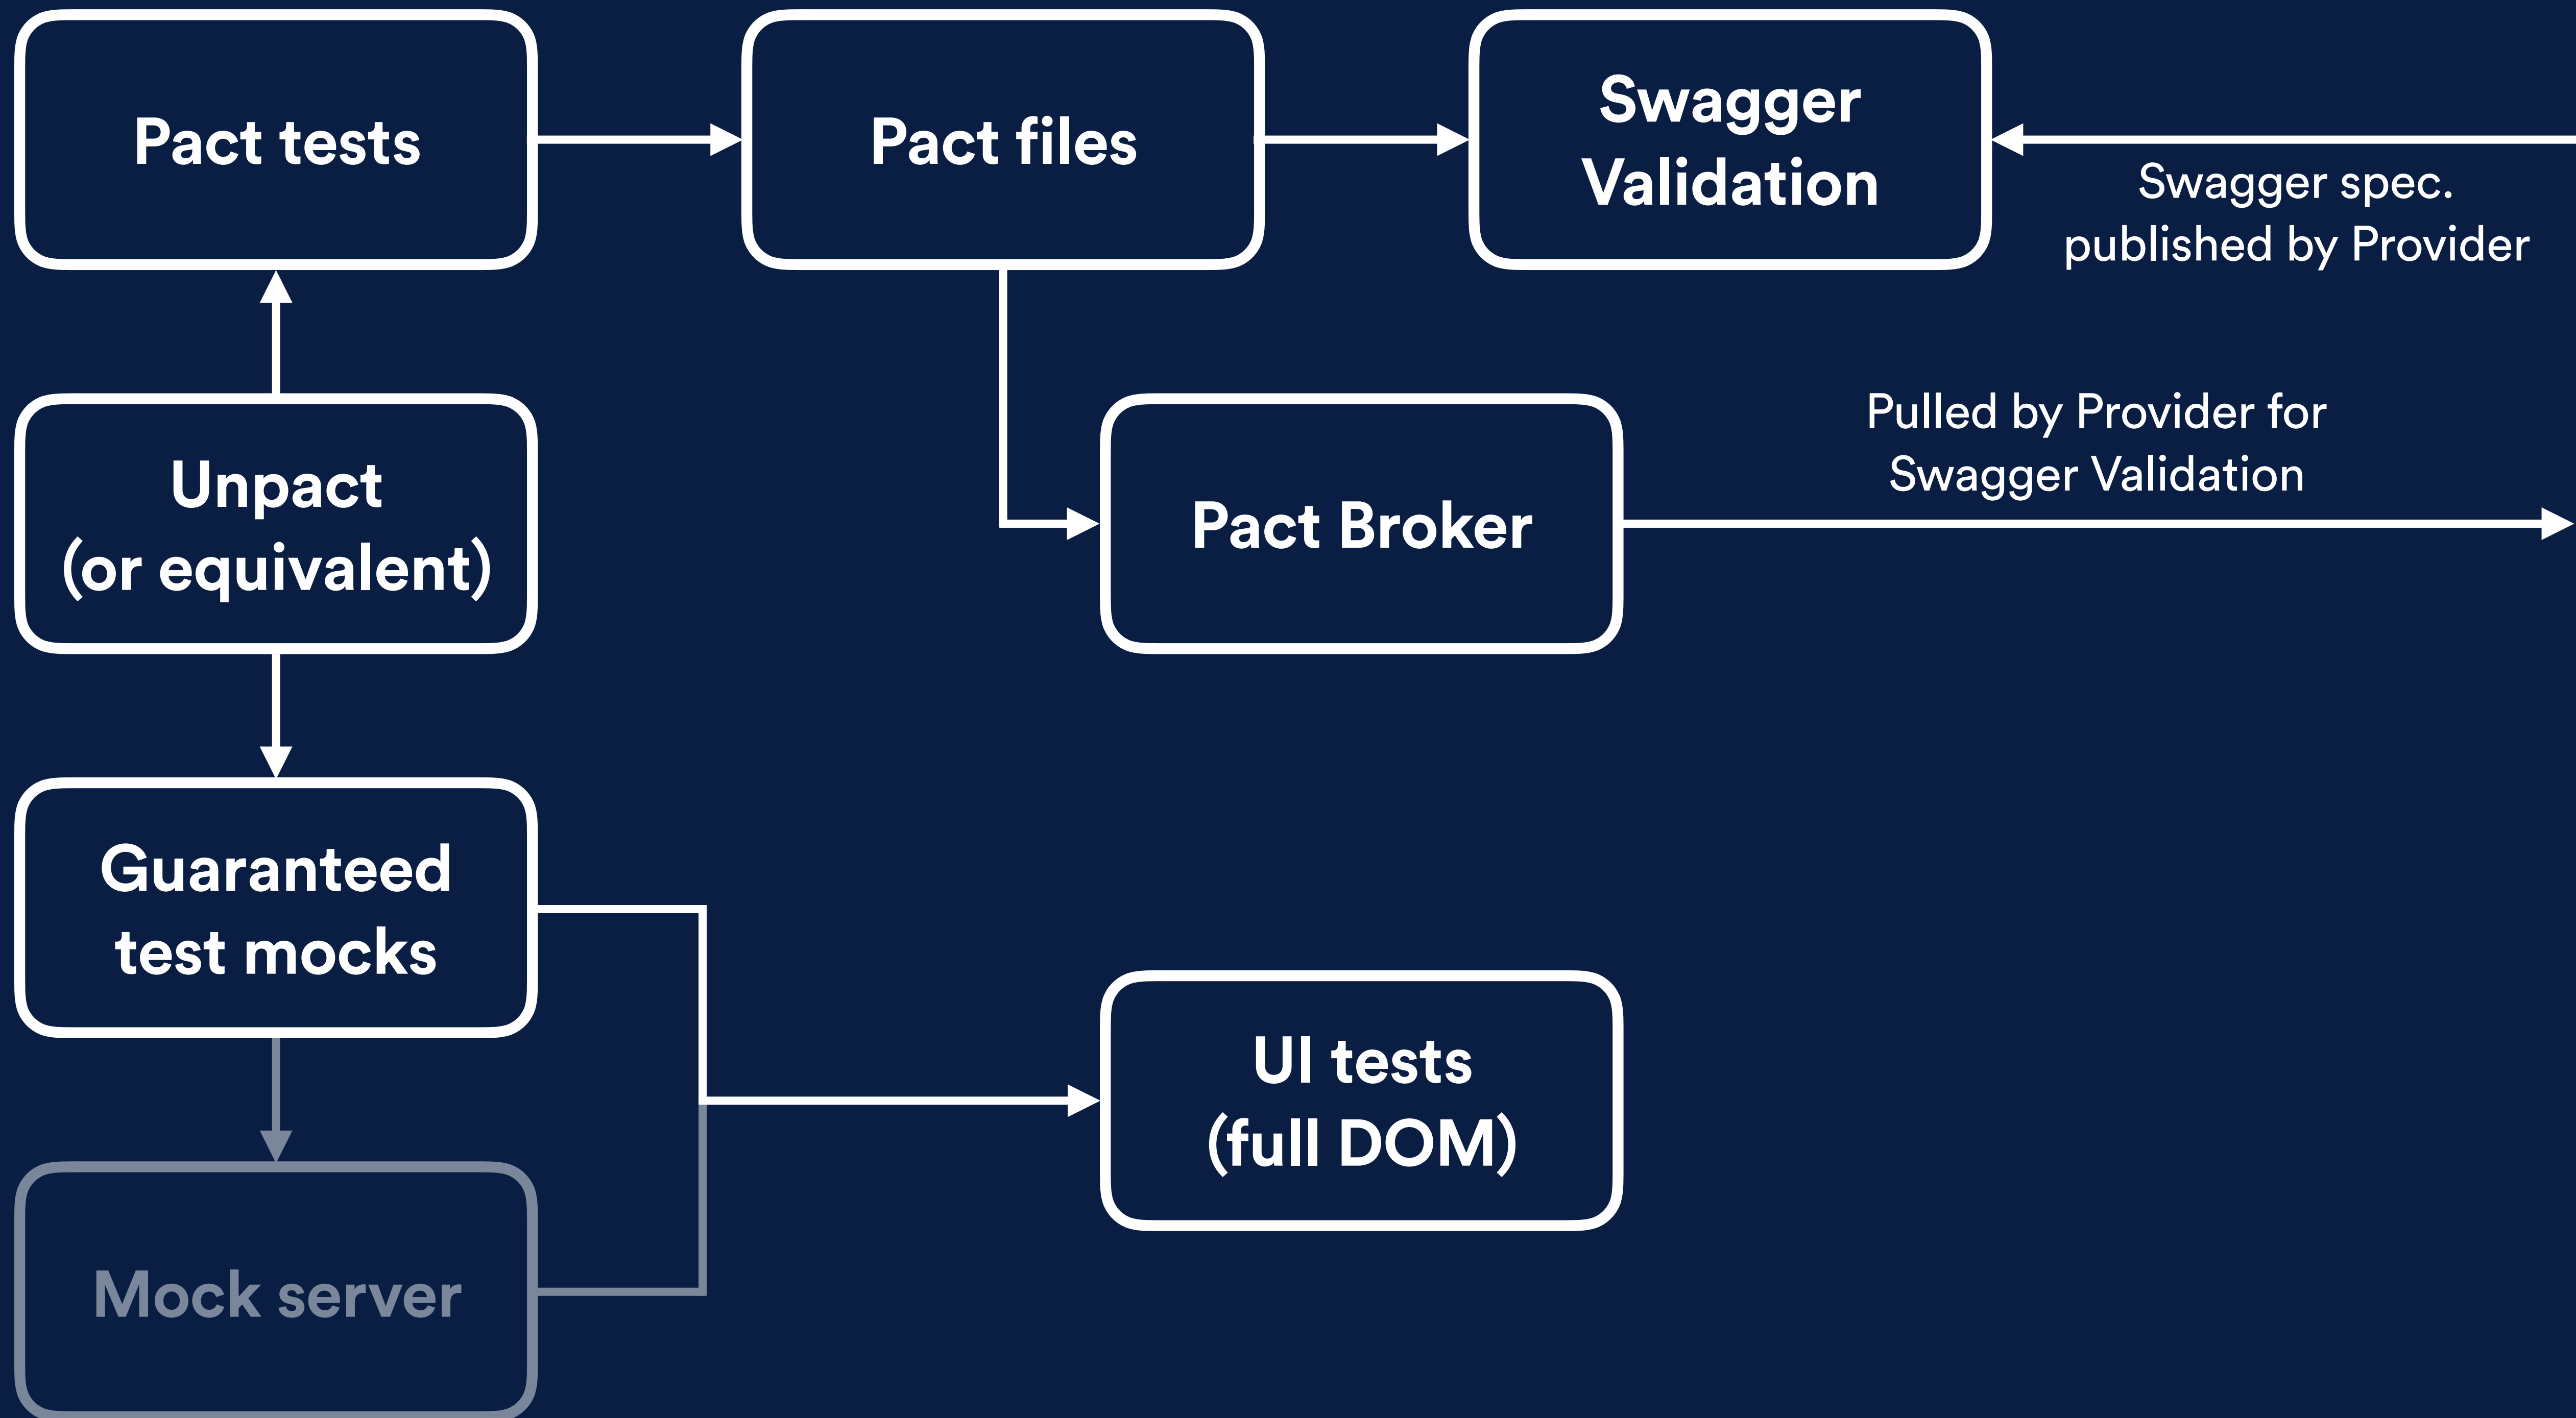 Pact tests
Pact files
Swagger
Validation
Swagger spec.
published by Provider
Unpact
(or equivalent)
Pact Broker
Pulled by Provider for
Swagger Validation
Guaranteed
test mocks
UI tests
(full DOM)
Mock server